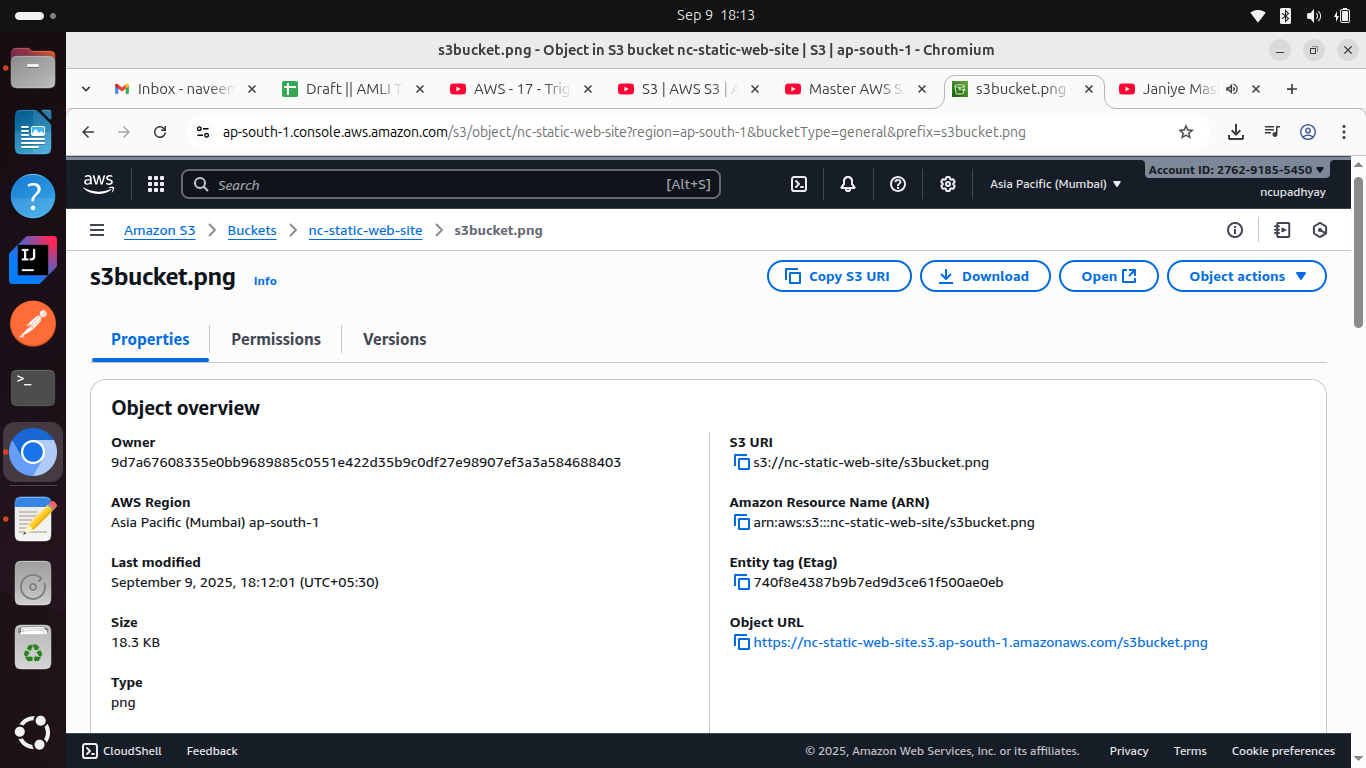 Sep 9 18:13
s3bucket.png - Object in S3 bucket nc-static-web-site | S3 | ap-south-1 - Chromium
Inbox - naveen
Draft || AMLI T
AWS - 17 - Trig
S3 | AWS S3 | A
Master AWS S
s3bucket.png
Janiye Mas
ap-south-1.console.aws.amazon.com/s3/object/nc-static-web-site?region=ap-south-1&bucketType=general&prefix=s3bucket.png
aws
Search
[Alt+S]
Asia Pacific (Mumbai)
Account ID: 2762-9185-5450
ncupadhyay
Amazon S3
Buckets
nc-static-web-site
s3bucket.png
s3bucket.png
Info
Copy S3 URI
Download
Open
Object actions
Properties
Permissions
Versions
Object overview
Owner
9d7a67608335e0bb9689885c0551e422d35b9c0df27e98907ef3a3a584688403
AWS Region
Asia Pacific (Mumbai) ap-south-1
Last modified
September 9, 2025, 18:12:01 (UTC+05:30)
Size
18.3 KB
Type
png
S3 URI
s3://nc-static-web-site/s3bucket.png
Amazon Resource Name (ARN)
arn:aws:s3:::nc-static-web-site/s3bucket.png
Entity tag (Etag)
740f8e4387b9b7ed9d3ce61f500ae0eb
Object URL
https://nc-static-web-site.s3.ap-south-1.amazonaws.com/s3bucket.png
CloudShell
Feedback
© 2025, Amazon Web Services, Inc. or its affiliates.
Privacy
Terms
Cookie preferences